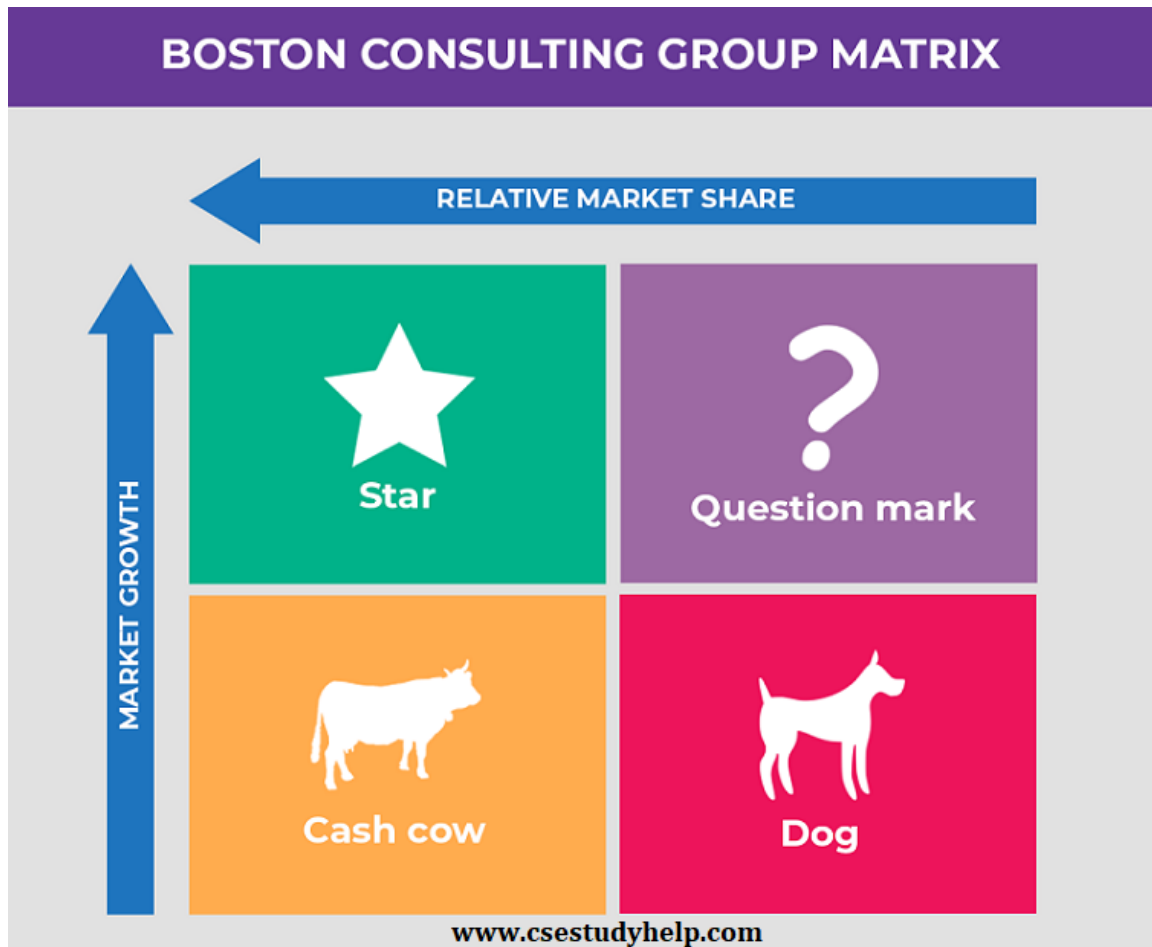 BOSTON CONSULTING GROUP MATRIX
RELATIVE MARKET SHARE
MARKET GROWTH
Star
Question mark
Cash cow
Dog
www.csestudyhelp.com